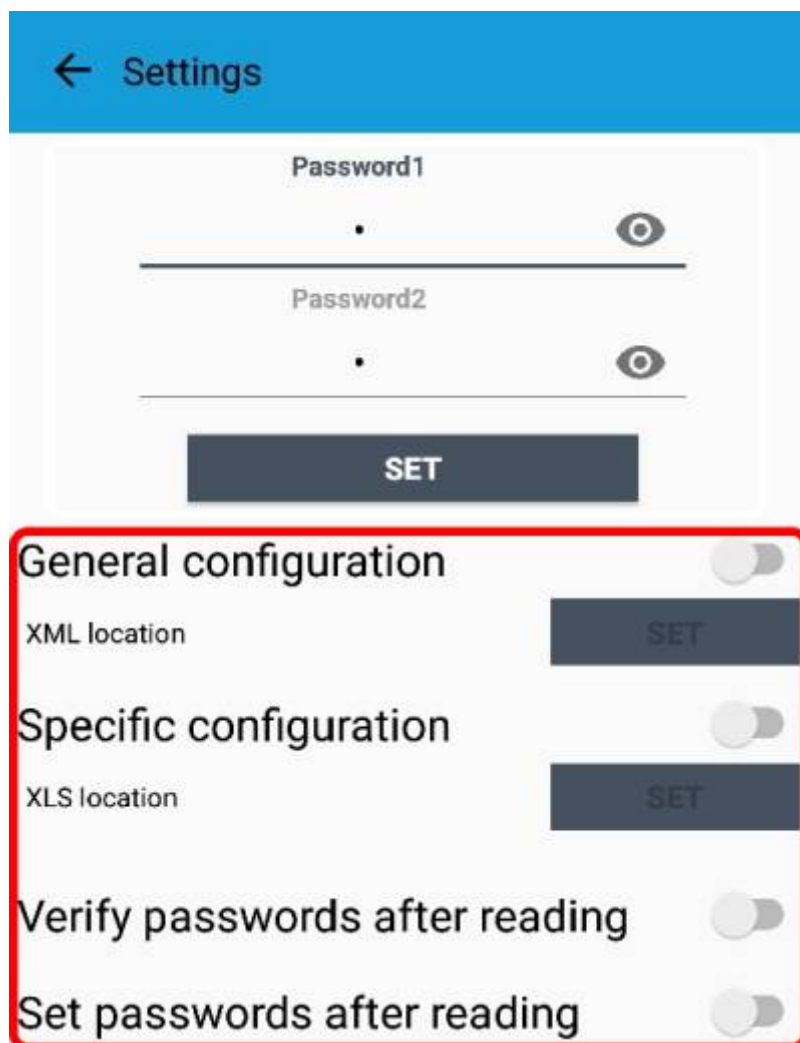 Settings
Password1
•
Password2
•
SET
General configuration
XML location
SET
Specific configuration
XLS location
SET
Verify passwords after reading
Set passwords after reading